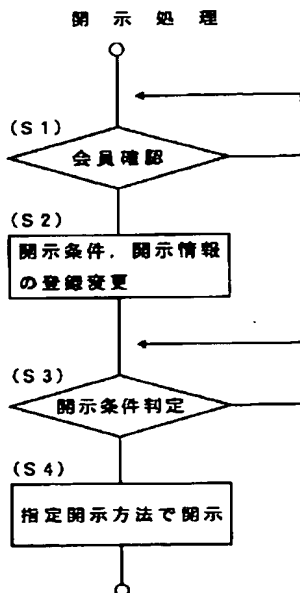 開示処理
(S1)
会員確認
(S2)
開示条件,開示情報
の登録変更
(S3)
開示条件判定
(S4)
指定開示方法で開示